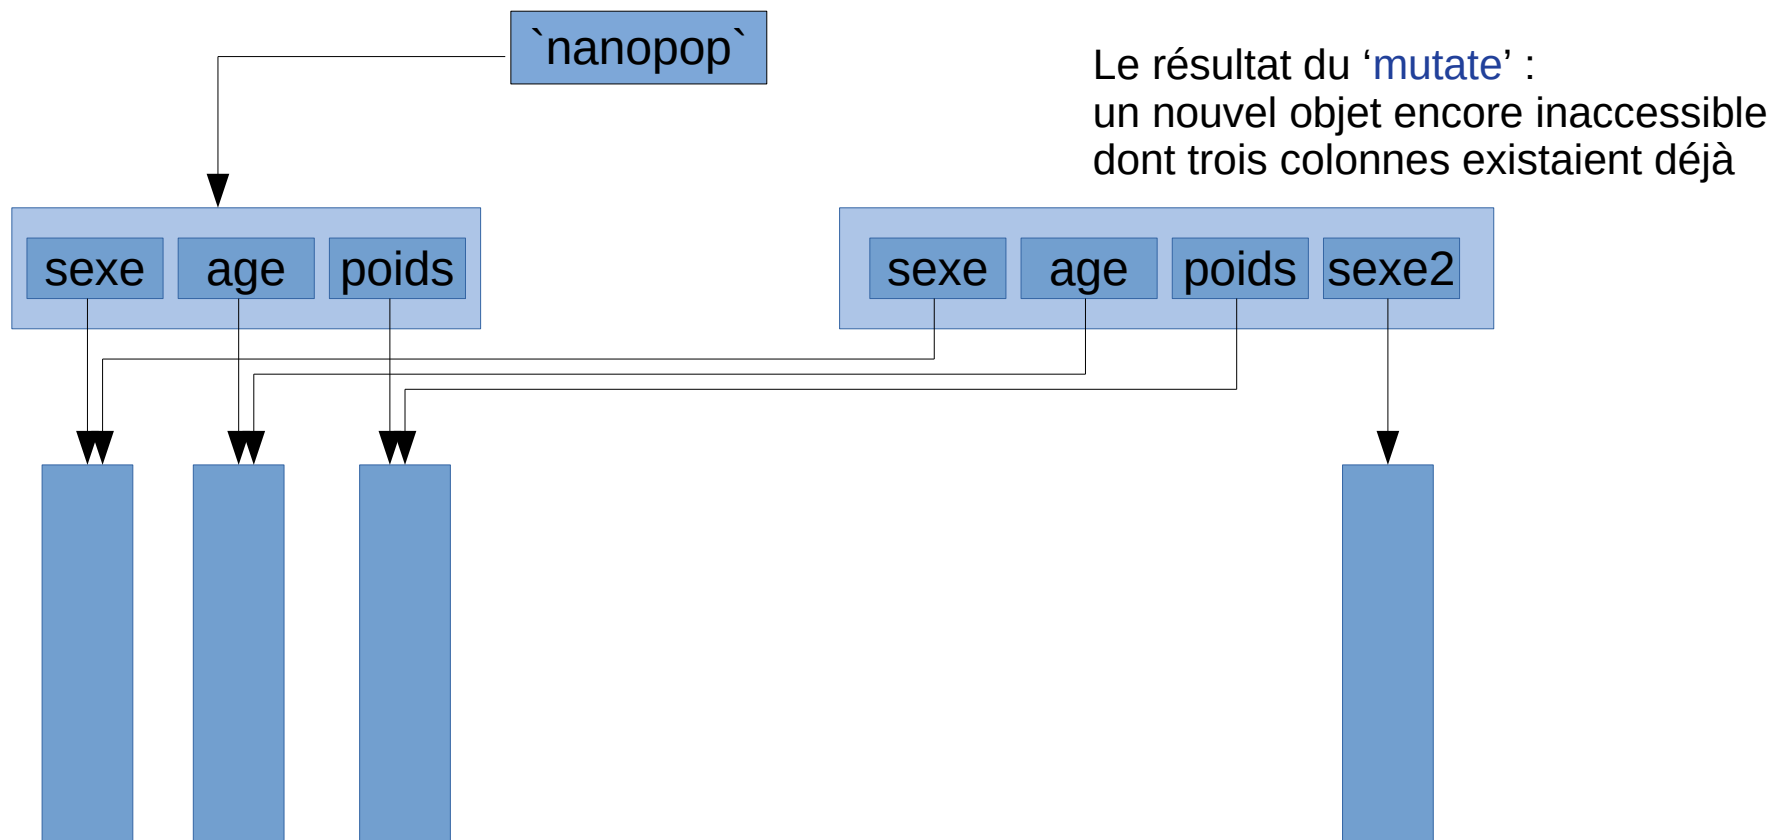 `nanopop`
Le résultat du ‘mutate’ :
un nouvel objet encore inaccessible
dont trois colonnes existaient déjà
sexe age poids
sexe age poids sexe2